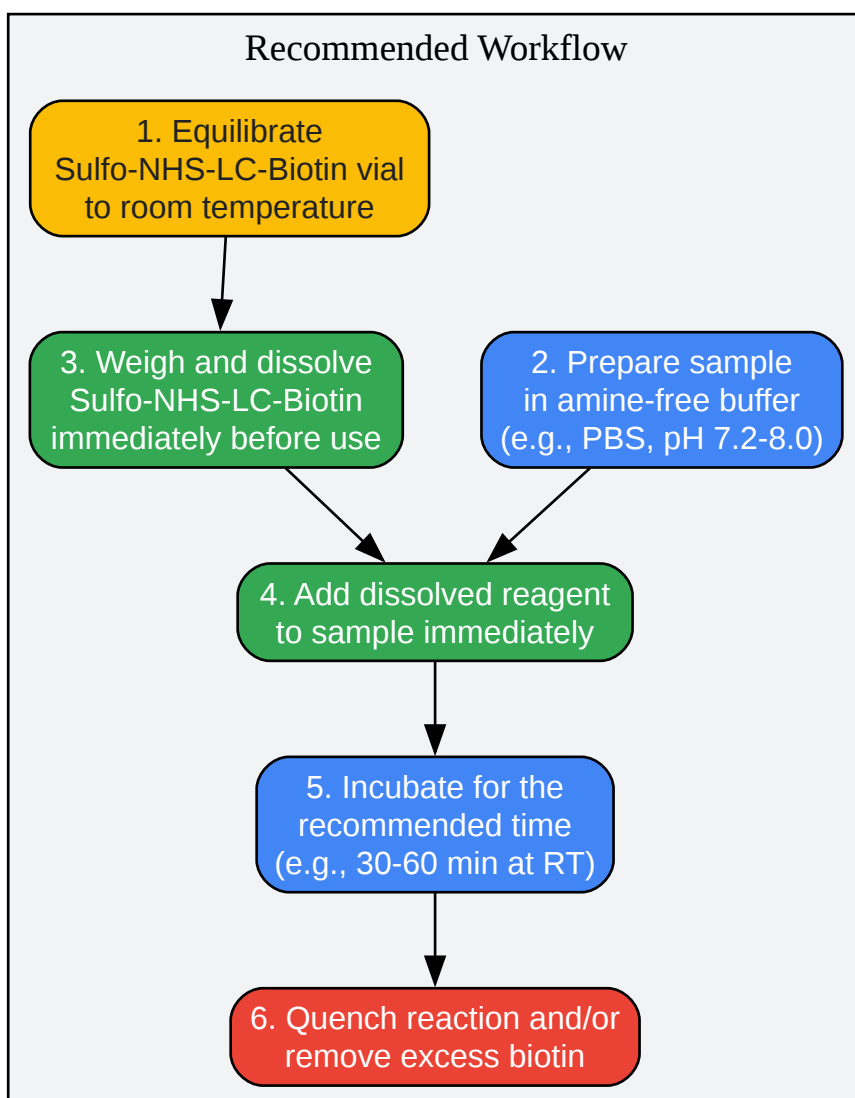 Recommended Workflow
1. Equilibrate
Sulfo-NHS-LC-Biotin vial
to room temperature
3. Weigh and dissolve
Sulfo-NHS-LC-Biotin
immediately before use
2. Prepare sample
in amine-free buffer
(e.g., PBS, pH 7.2-8.0)
4. Add dissolved reagent
to sample immediately
5. Incubate for the
recommended time
(e.g., 30-60 min at RT)
6. Quench reaction and/or
remove excess biotin